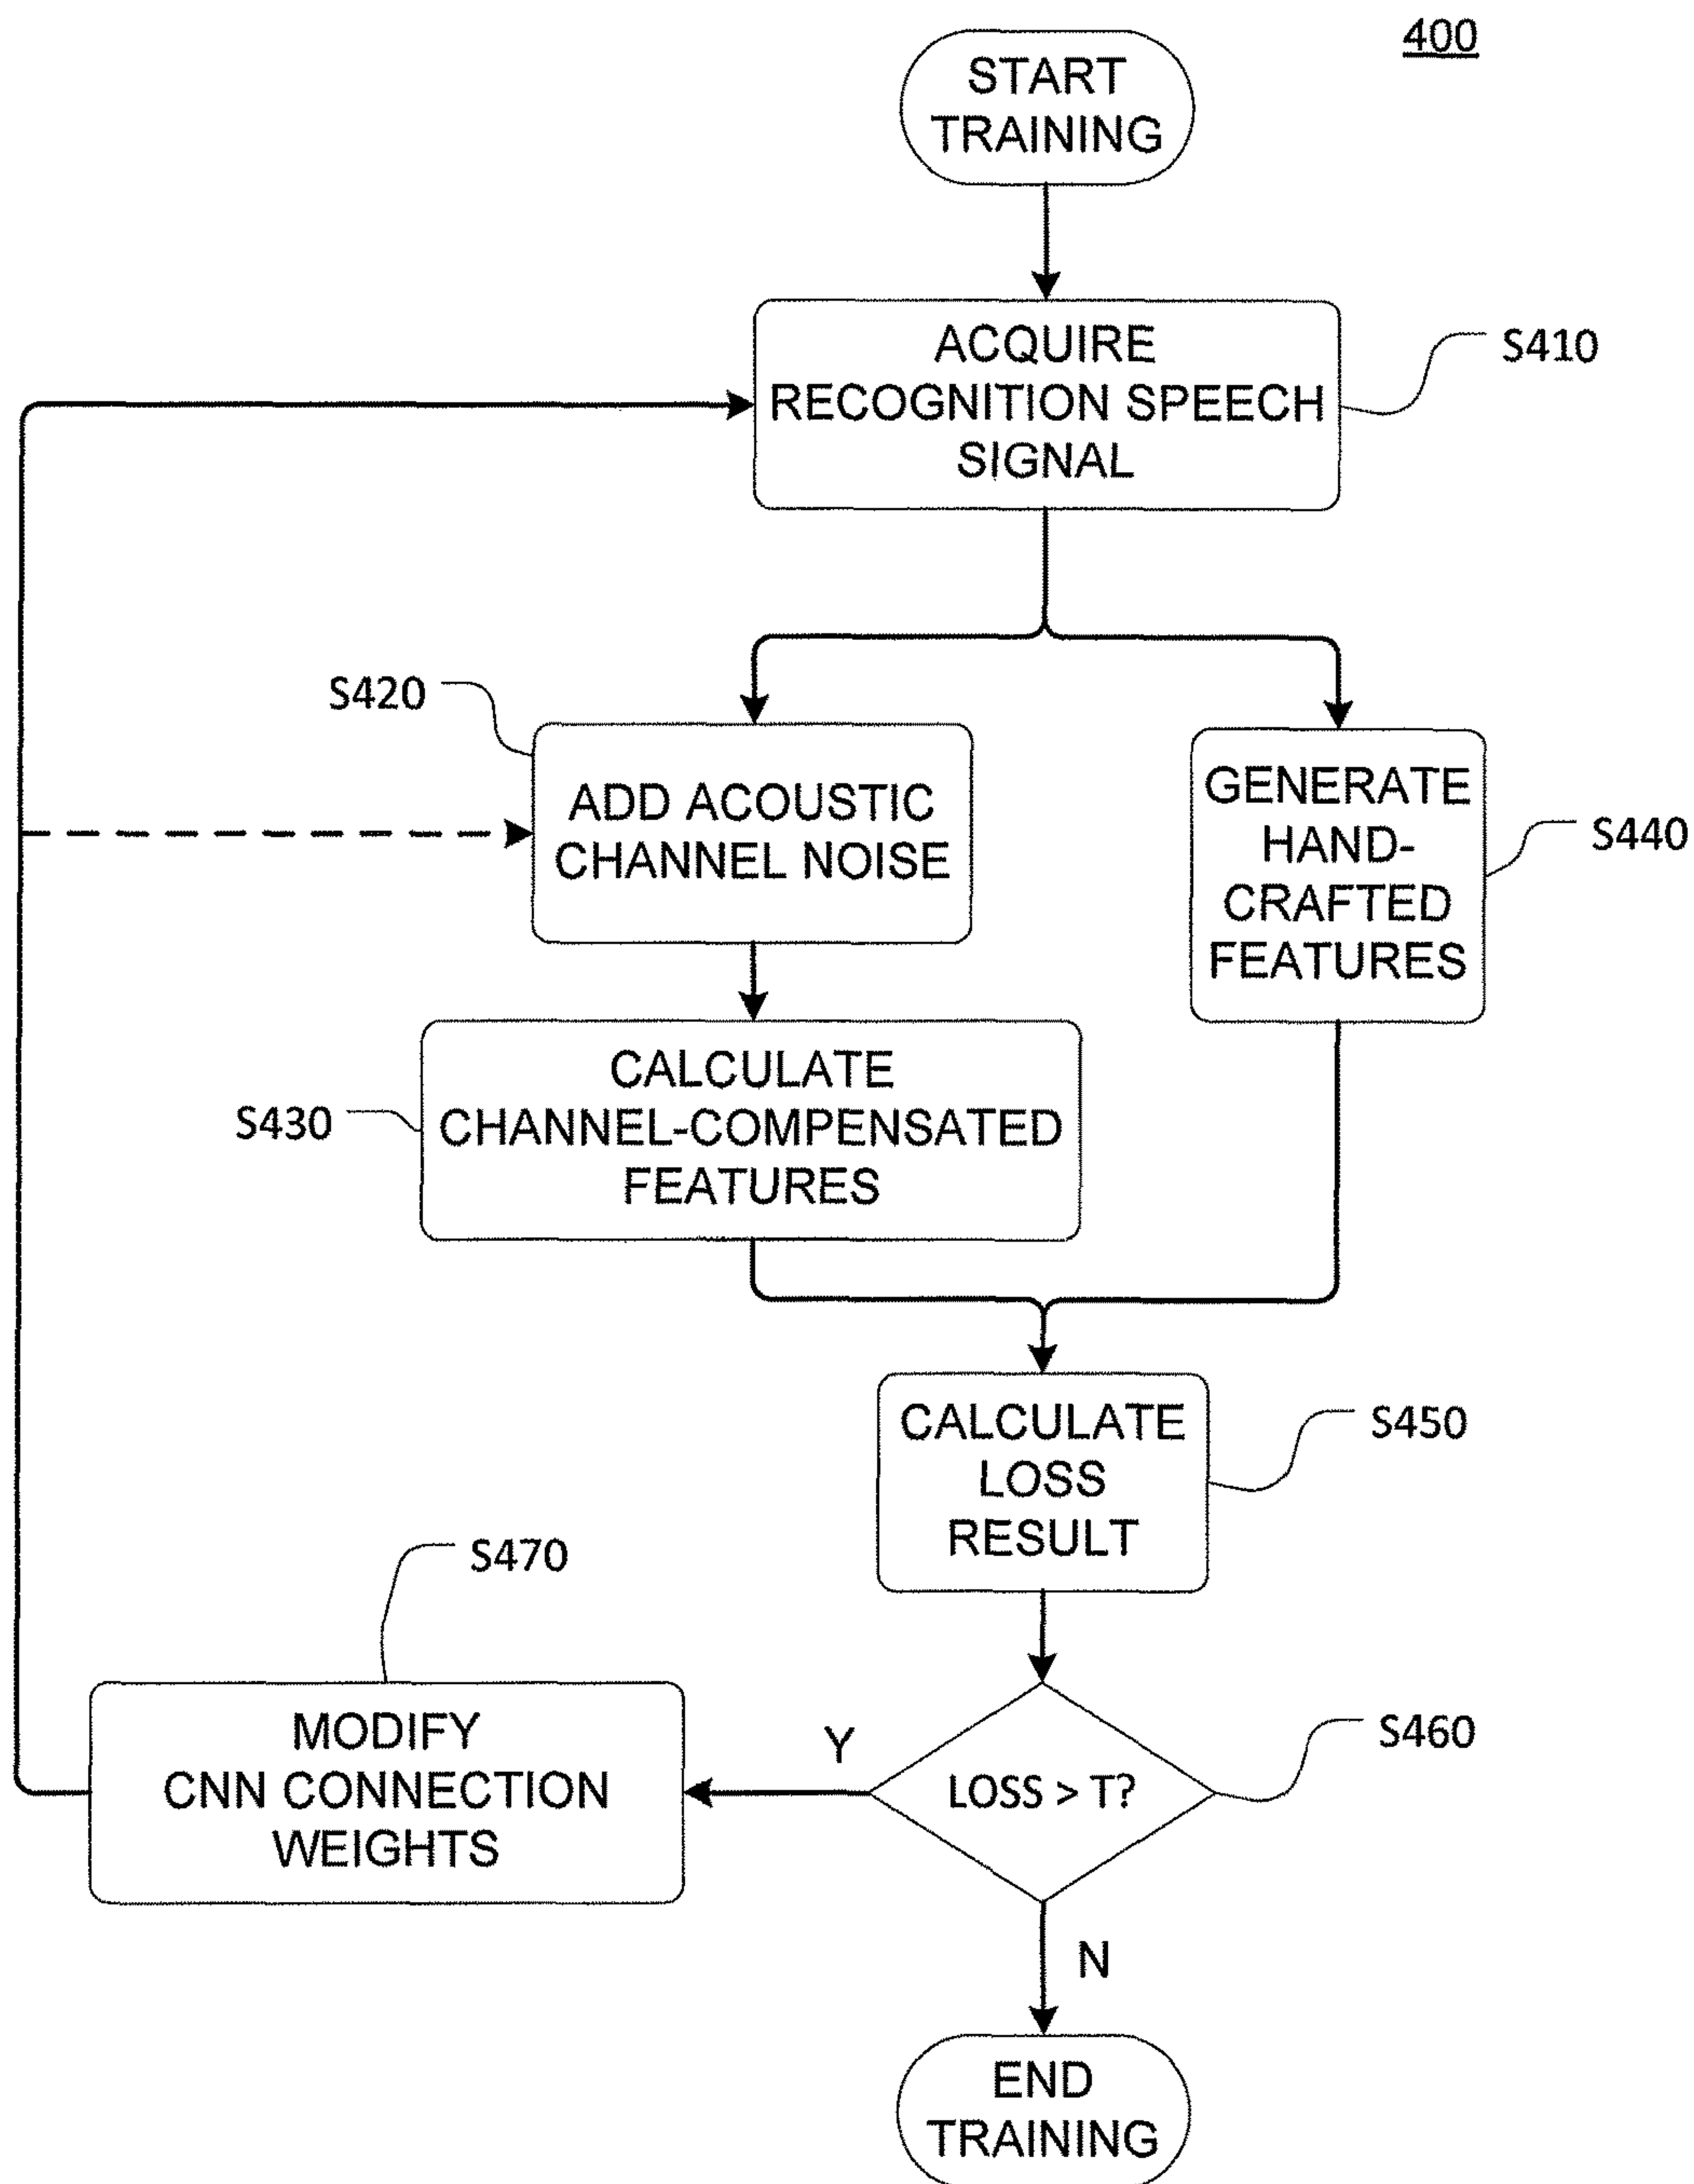 400
START
TRAINING
ACQUIRE
RECOGNITION SPEECH
SIGNAL
S410
S420
ADD ACOUSTIC
CHANNEL NOISE
GENERATE
HAND-
CRAFTED
FEATURES
S440
S430
CALCULATE
CHANNEL-COMPENSATED
FEATURES
CALCULATE
LOSS
RESULT
S450
S470
MODIFY
CNN CONNECTION
WEIGHTS
Y
LOSS > T?
S460
N
END
TRAINING